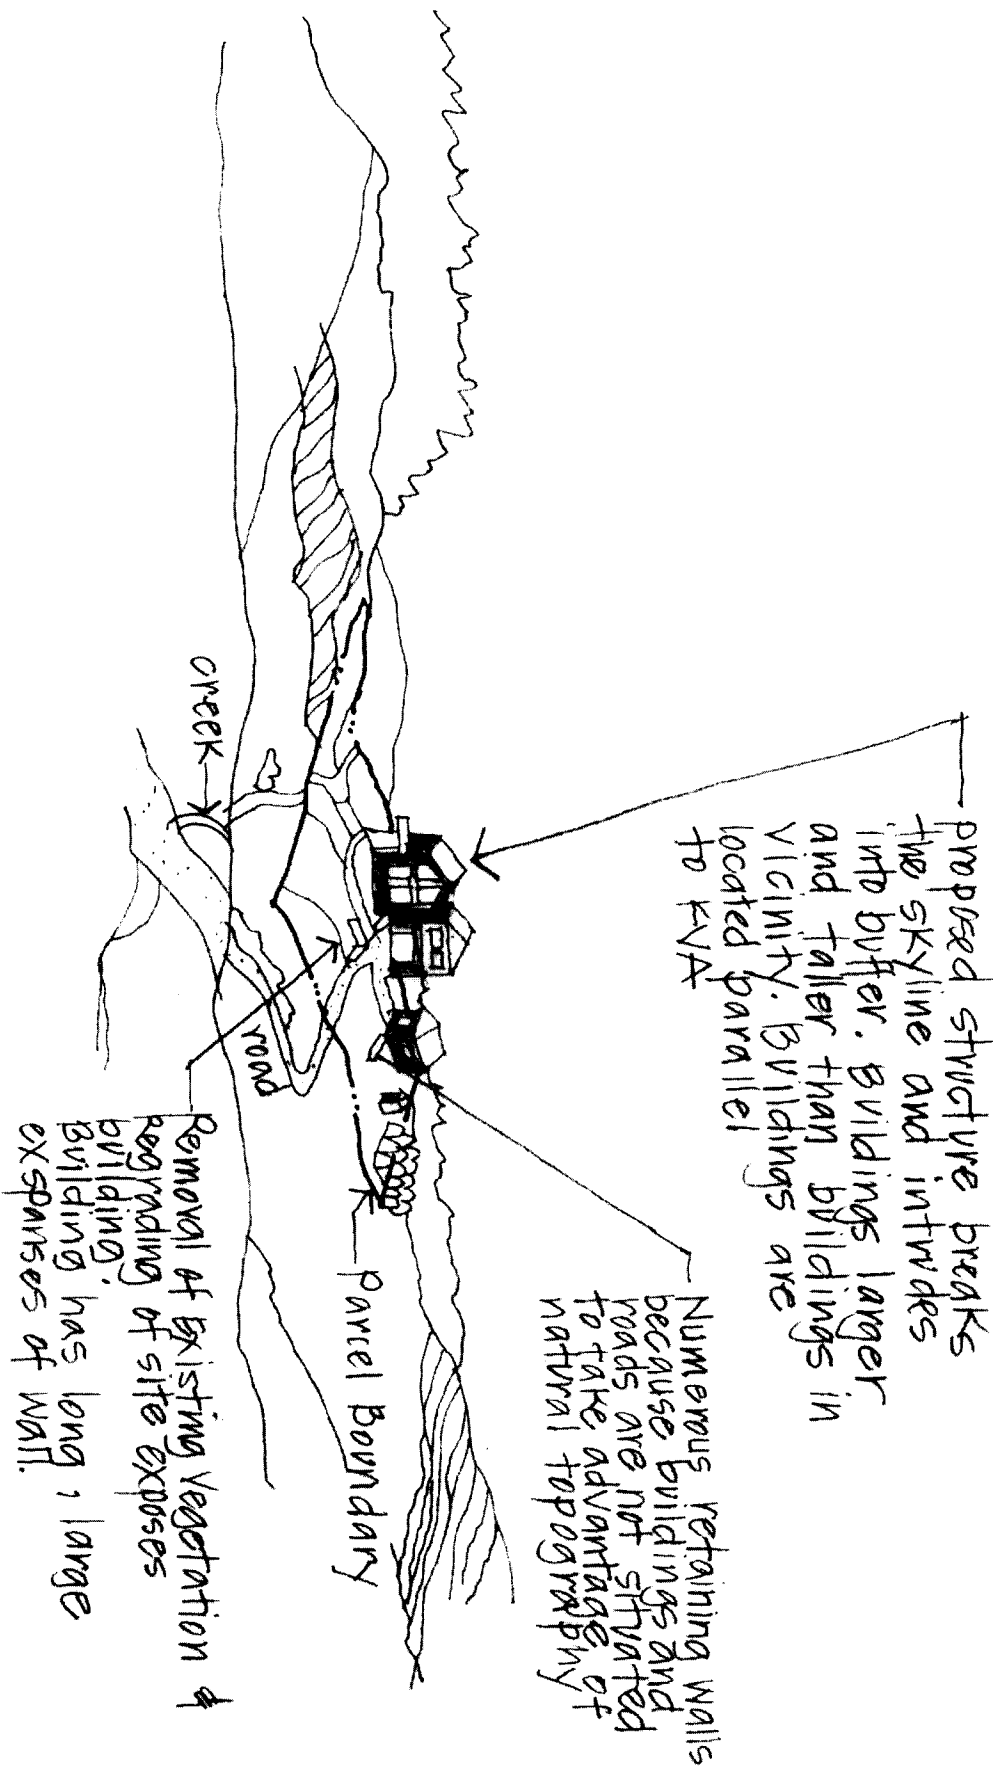 proposed structure breaks
the skyline and intrudes
into buffer. Buildings larger
and taller than buildings in
vicinity. Buildings are
located parallel
to KVA
Numerous retaining walls
because buildings and
roads are not situated
to take advantage of
natural topography
creek
road
Parcel Boundary
Removal of Existing Vegetation &
Regrading of site exposes
building.
Building has long, large
expanses of wall.